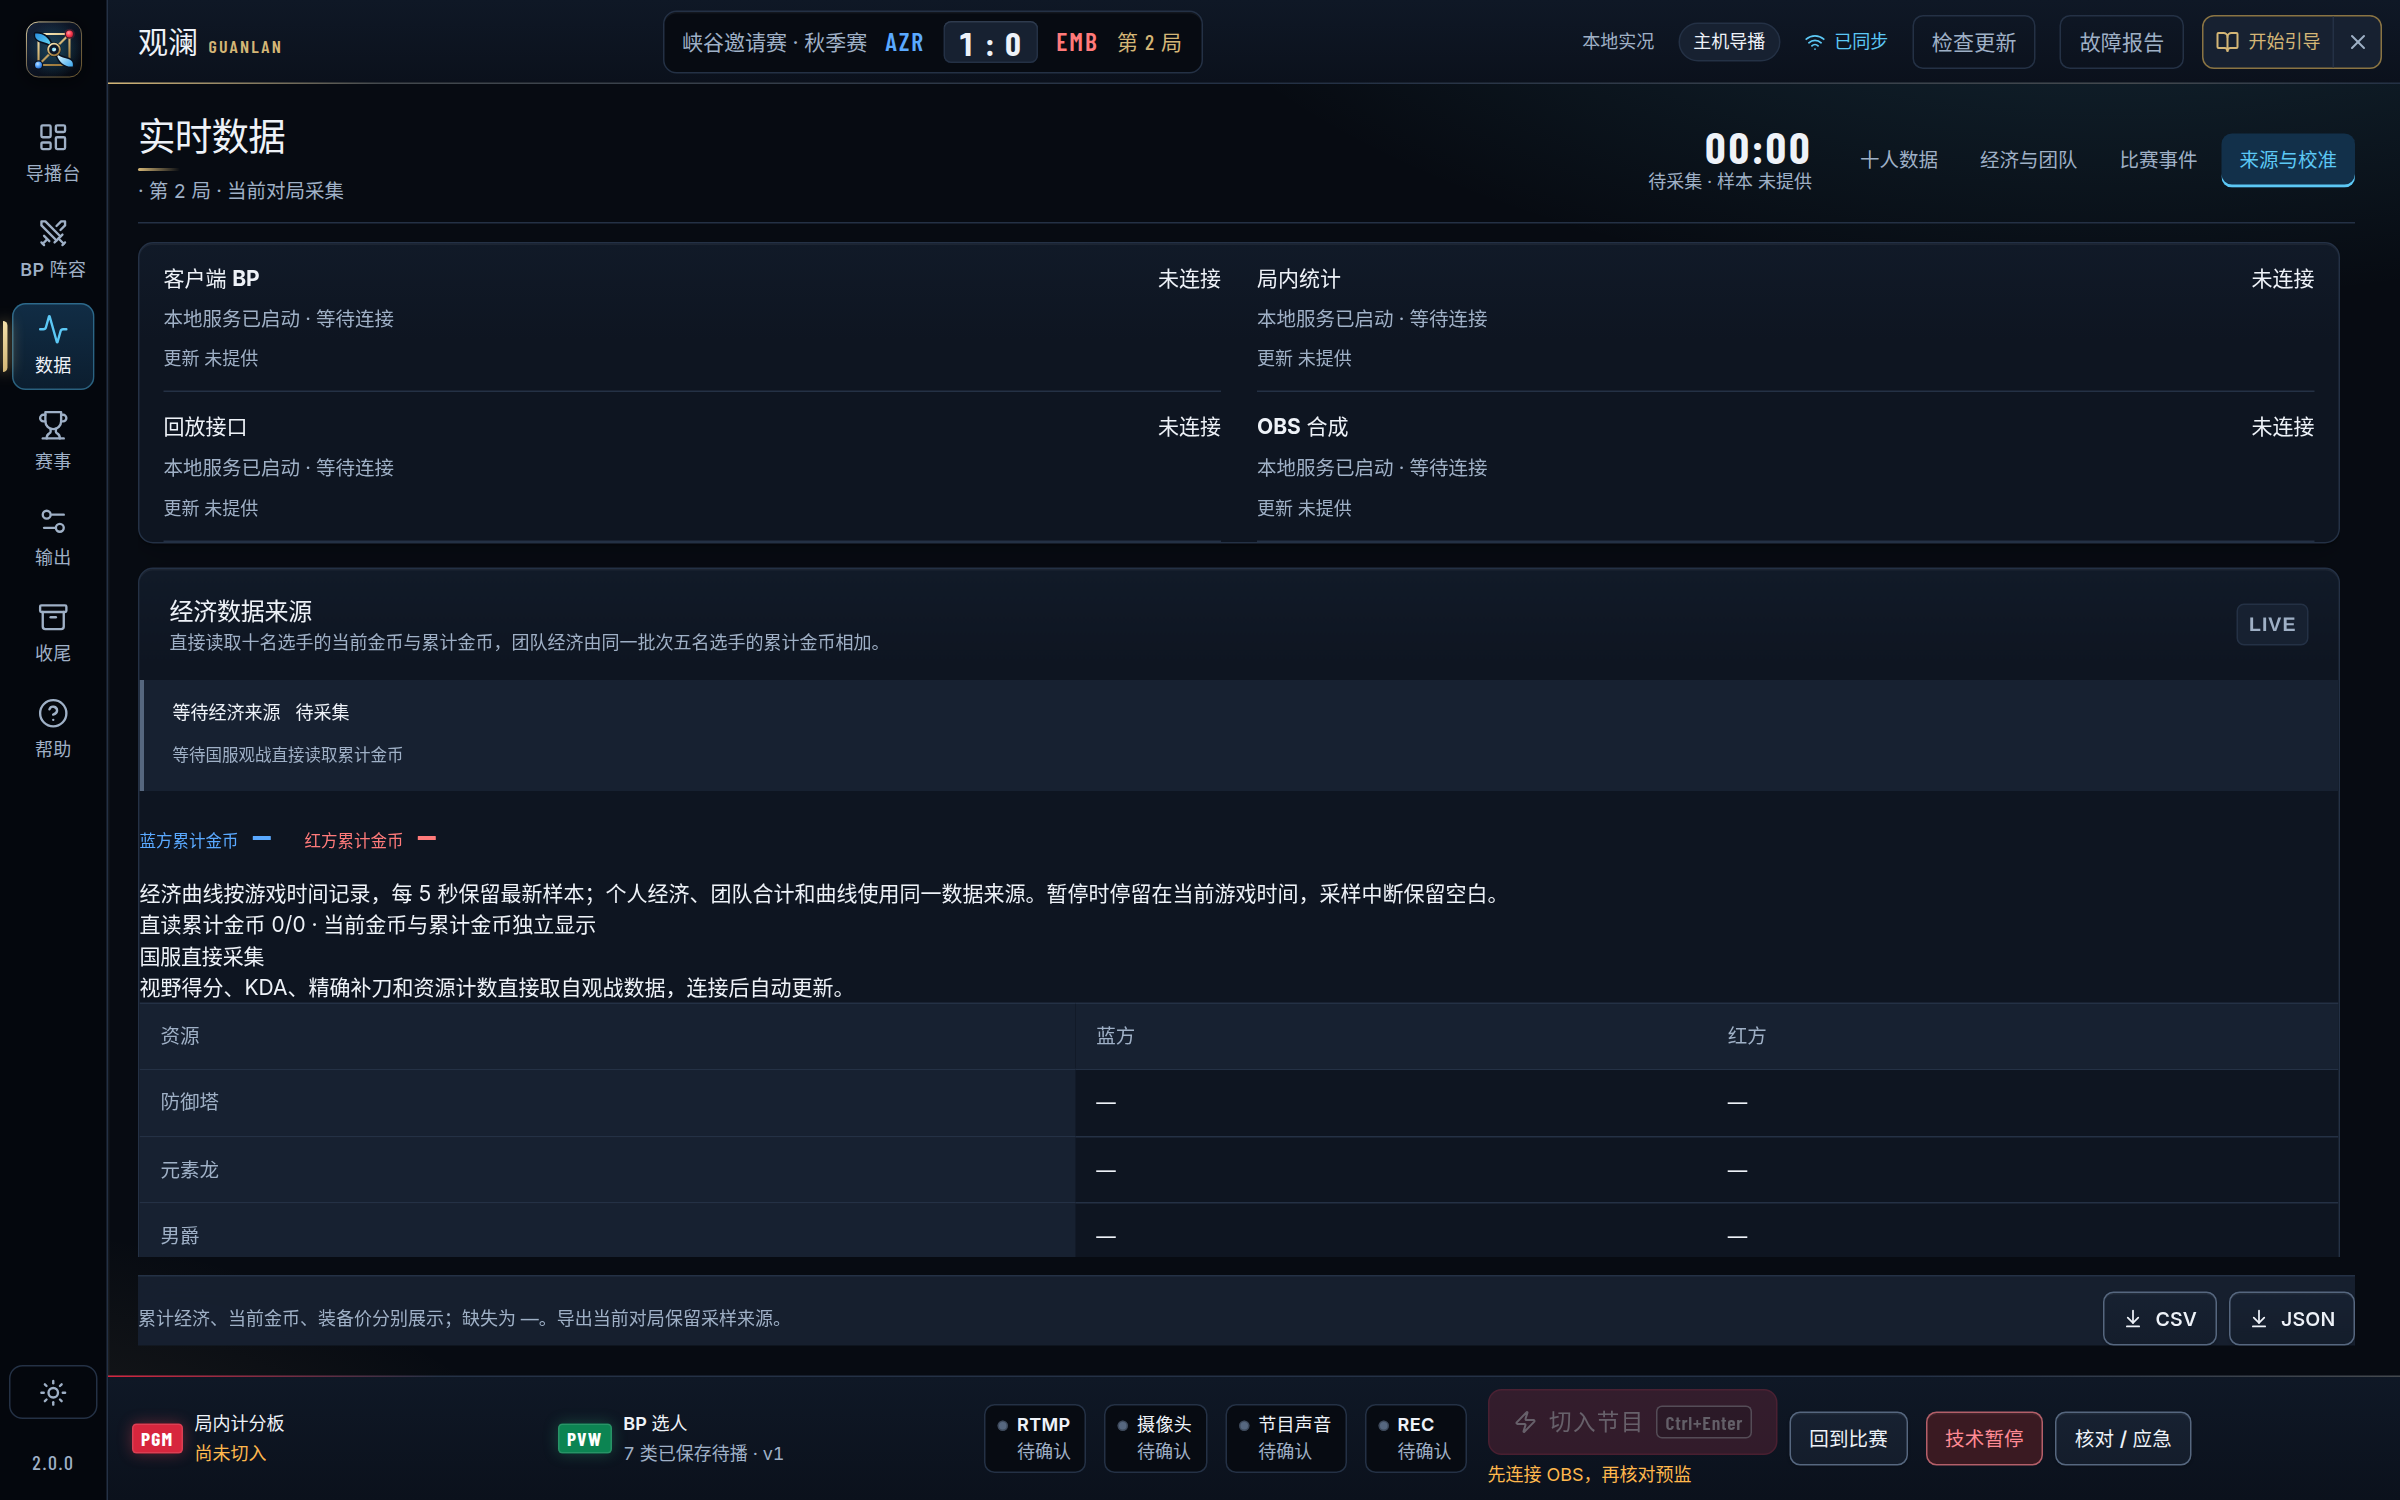 观澜 GUANLAN
峡谷邀请赛 · 秋季赛 AZR 1 : 0 EMB 第 2 局
本地实况 主机导播 已同步 检查更新 故障报告 开始引导
导播台
BP 阵容
数据
赛事
输出
收尾
帮助
2.0.0
实时数据
· 第 2 局 · 当前对局采集
00:00
待采集 · 样本 未提供
十人数据 经济与团队 比赛事件 来源与校准
客户端 BP 未连接
本地服务已启动 · 等待连接
更新 未提供
局内统计 未连接
本地服务已启动 · 等待连接
更新 未提供
回放接口 未连接
本地服务已启动 · 等待连接
更新 未提供
OBS 合成 未连接
本地服务已启动 · 等待连接
更新 未提供
经济数据来源
直接读取十名选手的当前金币与累计金币，团队经济由同一批次五名选手的累计金币相加。
LIVE
等待经济来源 待采集
等待国服观战直接读取累计金币
蓝方累计金币 — 红方累计金币 —
经济曲线按游戏时间记录，每 5 秒保留最新样本；个人经济、团队合计和曲线使用同一数据来源。暂停时停留在当前游戏时间，采样中断保留空白。
直读累计金币 0/0 · 当前金币与累计金币独立显示
国服直接采集
视野得分、KDA、精确补刀和资源计数直接取自观战数据，连接后自动更新。
资源 蓝方 红方
防御塔 — —
元素龙 — —
男爵 — —
累计经济、当前金币、装备价分别展示；缺失为 —。导出当前对局保留采样来源。
CSV JSON
PGM 局内计分板
尚未切入
PVW BP 选人
7 类已保存待播 · v1
RTMP
待确认
摄像头
待确认
节目声音
待确认
REC
待确认
切入节目 Ctrl+Enter
先连接 OBS，再核对预监
回到比赛 技术暂停 核对 / 应急